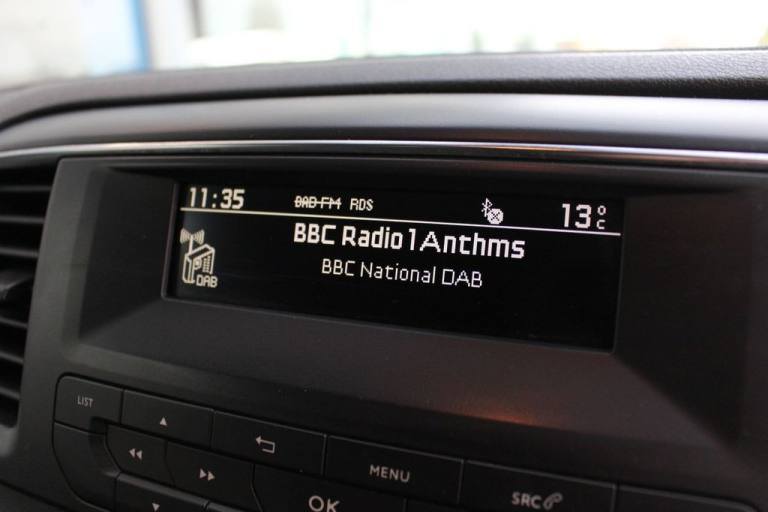 11:35 DAB-FM RDS 13°C
BBC Radio 1 Anthms
BBC National DAB
DAB
LIST
MENU
OK
SRC